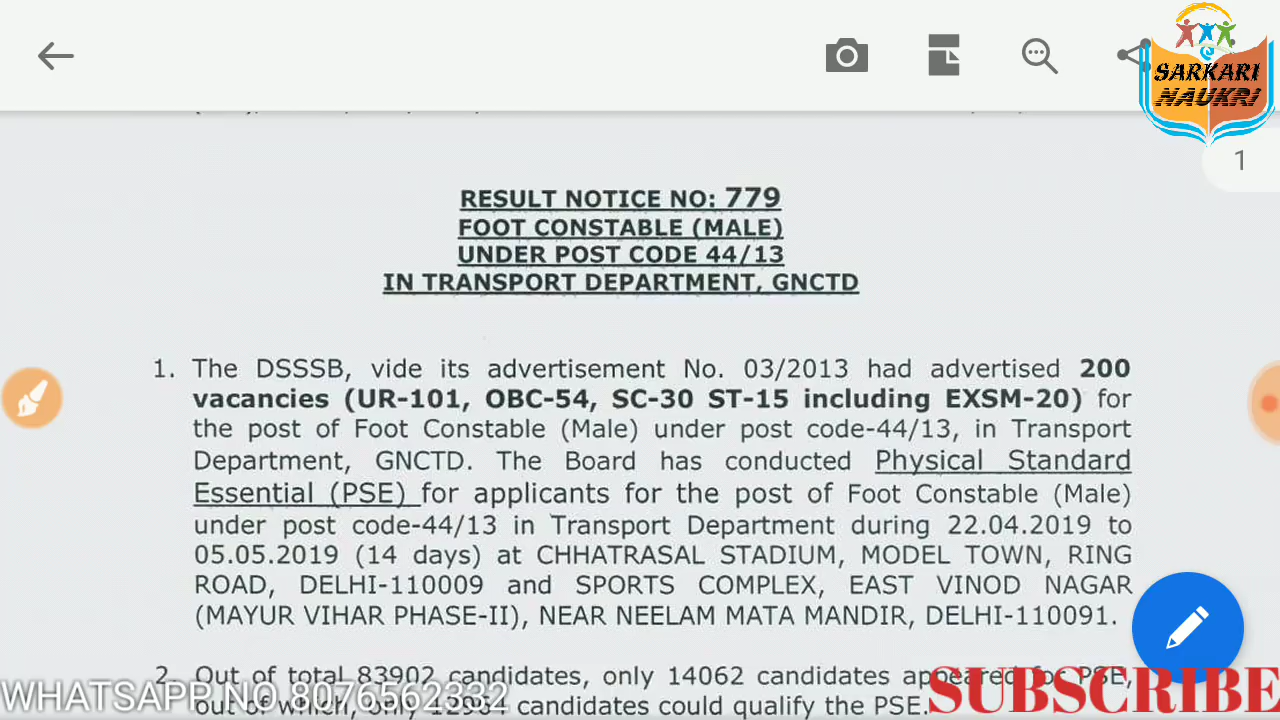 SARKARI
NAUKRI
1
RESULT NOTICE NO: 779
FOOT CONSTABLE (MALE)
UNDER POST CODE 44/13
IN TRANSPORT DEPARTMENT, GNCTD
1. The DSSSB, vide its advertisement No. 03/2013 had advertised 200
vacancies (UR-101, OBC-54, SC-30 ST-15 including EXSM-20) for
the post of Foot Constable (Male) under post code-44/13, in Transport
Department, GNCTD. The Board has conducted Physical Standard
Essential (PSE) for applicants for the post of Foot Constable (Male)
under post code-44/13 in Transport Department during 22.04.2019 to
05.05.2019 (14 days) at CHHATRASAL STADIUM, MODEL TOWN, RING
ROAD, DELHI-110009 and SPORTS COMPLEX, EAST VINOD NAGAR
(MAYUR VIHAR PHASE-II), NEAR NEELAM MATA MANDIR, DELHI-110091.
2. Out of total 83902 candidates, only 14062 candidates appeared for PSE,
out of which, only candidates could qualify the PSE.
WHATSAPP NO.8076562332
SUBSCRIBE